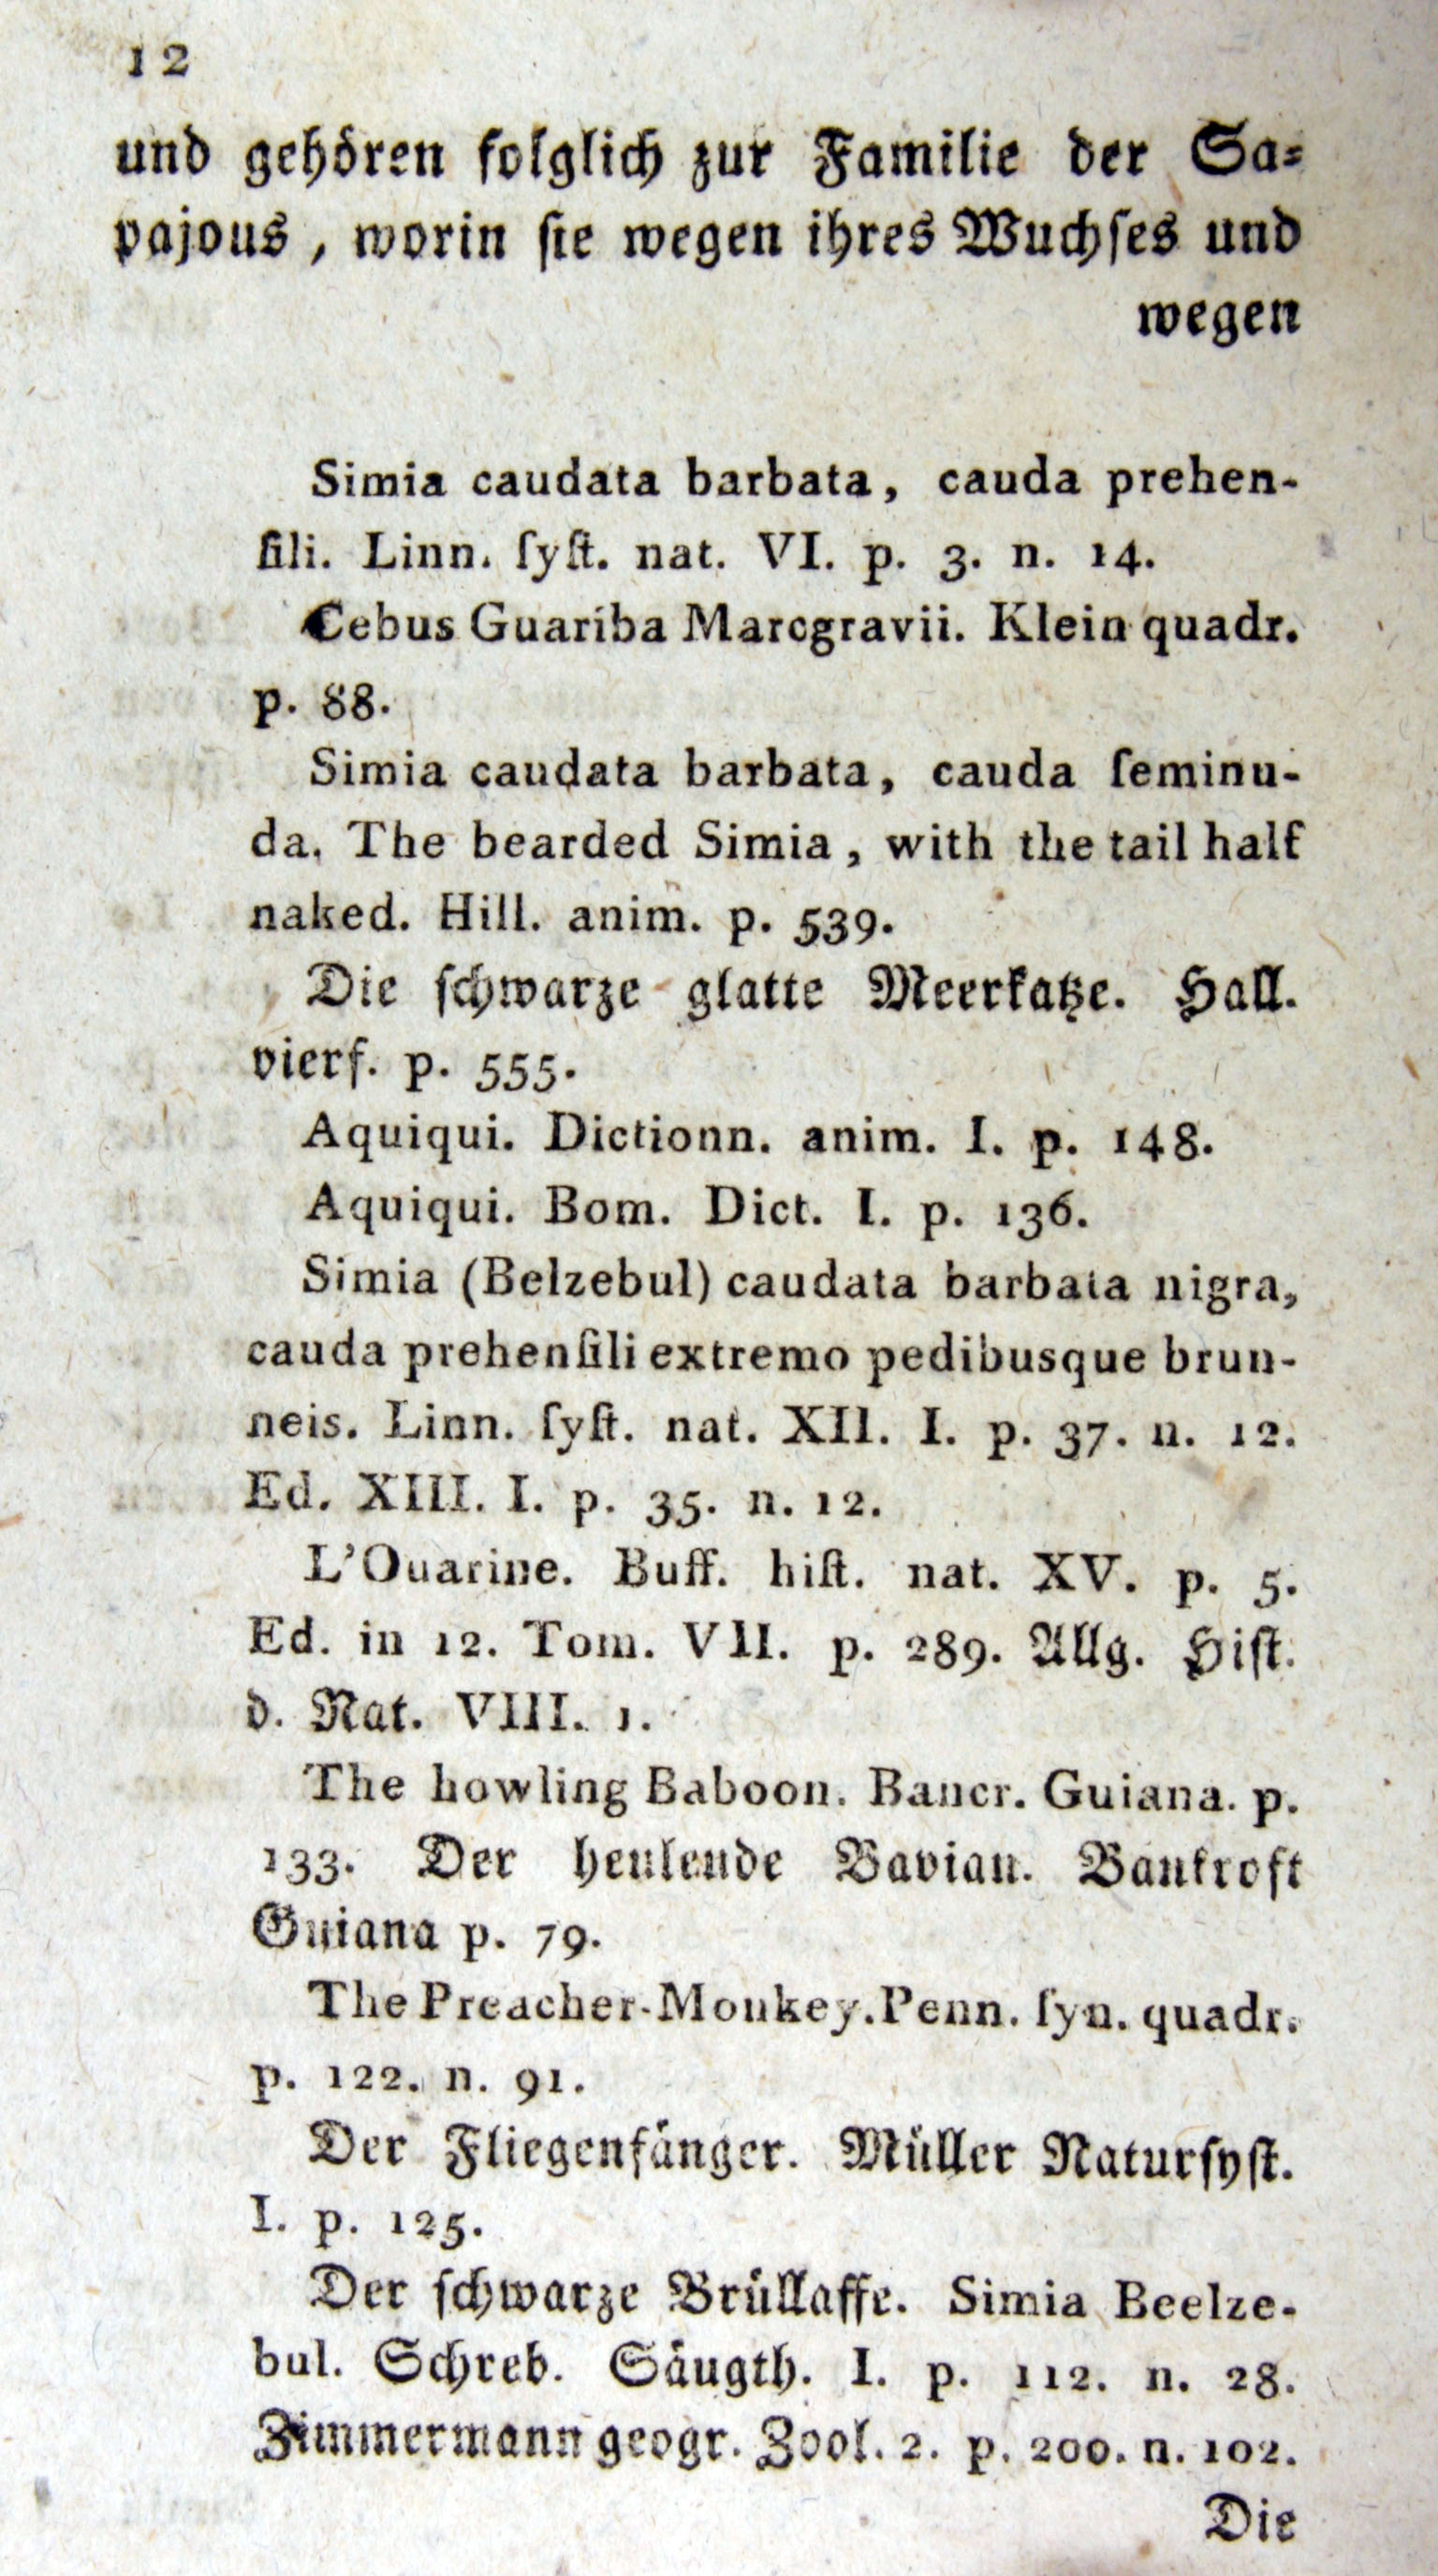 12
und gehören folglich zur Familie der Sa⸗
pajous, worin ſie wegen ihres Wuchſes und
wegen
Simia caudata barbata, cauda prehen-
ſili. Linn. ſyſt. nat. VI. p. 3. n. 14.
Cebus Guariba Marcgravii. Klein quadr.
p. 88.
Simia caudata barbata, cauda ſeminu-
da. The bearded Simia, with the tail half
naked. Hill. anim. p. 539.
Die ſchwarze glatte Meerkatze. Hall.
vierf. p. 555.
Aquiqui. Dictionn. anim. I. p. 148.
Aquiqui. Bom. Dict. I. p. 136.
Simia (Belzebul) caudata barbata nigra,
cauda prehenſili extremo pedibusque brun-
neis. Linn. ſyſt. nat. XII. I. p. 37. n. 12.
Ed. XIII. I. p. 35. n. 12.
L'Ouarine. Buff. hiſt. nat. XV. p. 5.
Ed. in 12. Tom. VII. p. 289. Allg. Hiſt.
d. Nat. VIII. 1.
The howling Baboon. Bancr. Guiana. p.
133. Der heulende Bavian. Bankroft
Guiana p. 79.
The Preacher-Monkey. Penn. ſyn. quadr.
p. 122. n. 91.
Der Fliegenfänger. Müller Naturſyſt.
I. p. 125.
Der ſchwarze Brüllaffe. Simia Beelze-
bul. Schreb. Säugth. I. p. 112. n. 28.
Zimmermann geogr. Zool. 2. p. 200. n. 102.
Die